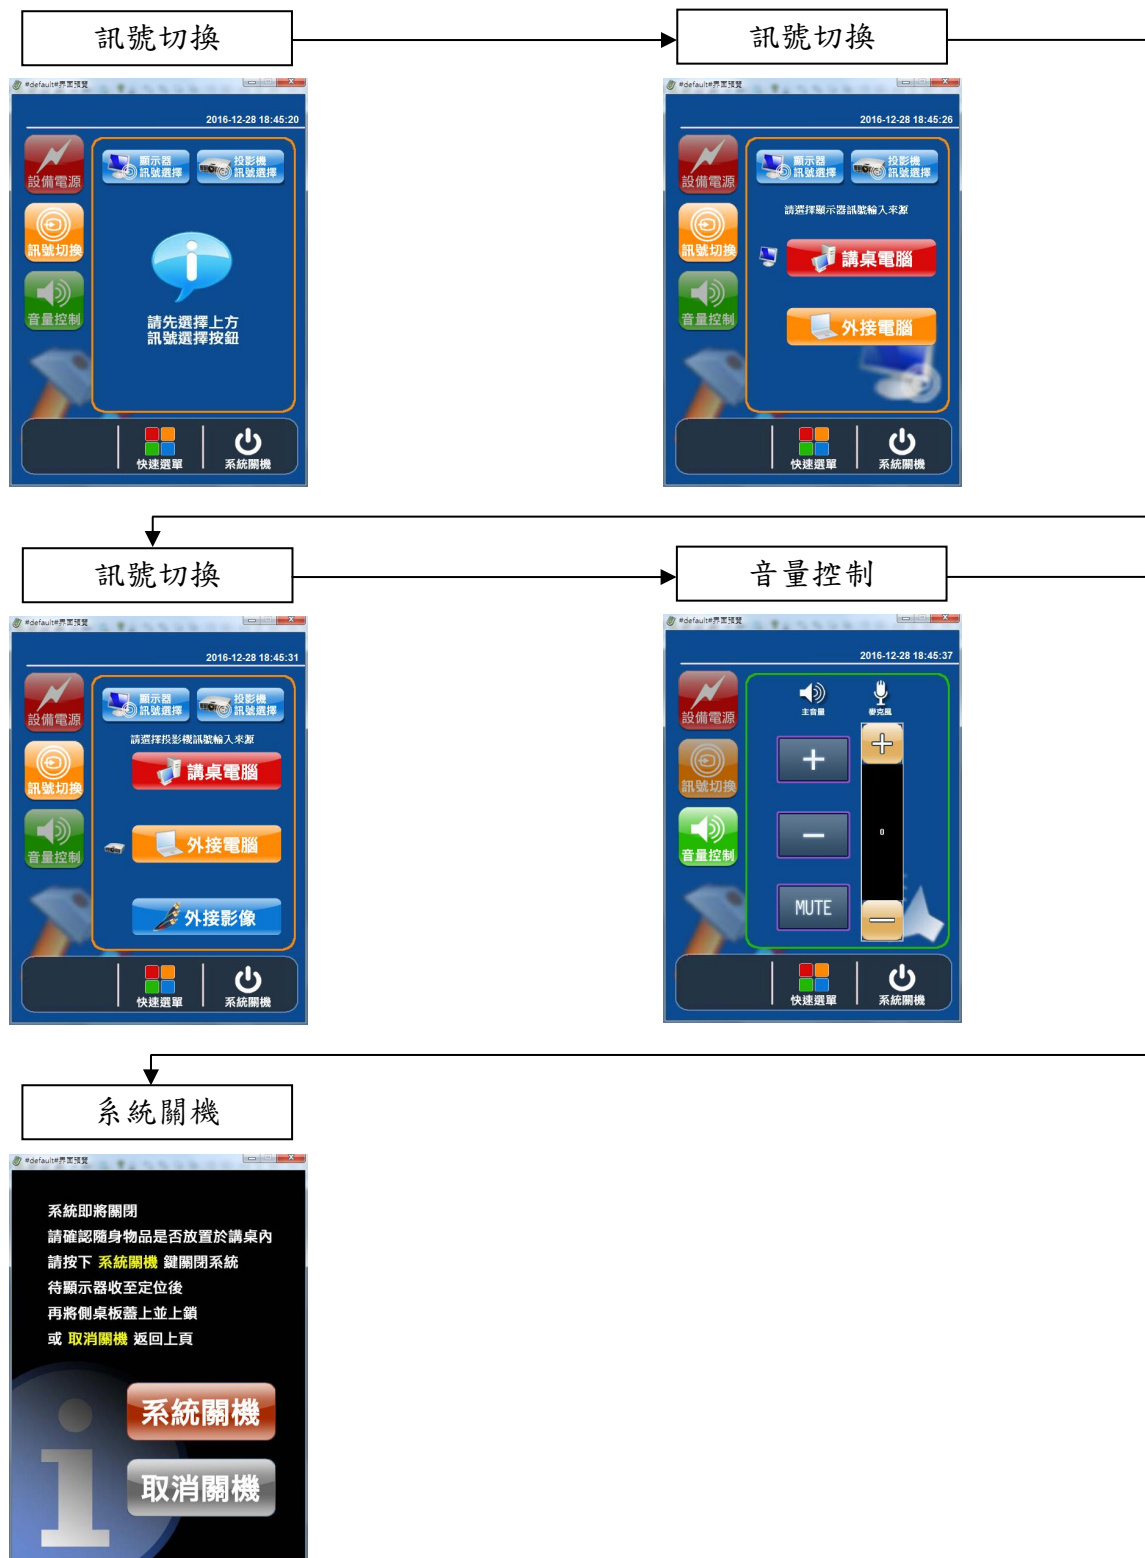 訊號切換
訊號切換
#default#界面預覽
2016-12-28 18:45:20
設備電源
訊號切換
音量控制
顯示器
訊號選擇
投影機
訊號選擇
請先選擇上方
訊號選擇按鈕
快速選單
系統關機
#default#界面預覽
2016-12-28 18:45:26
設備電源
訊號切換
音量控制
顯示器
訊號選擇
投影機
訊號選擇
請選擇顯示器訊號輸入來源
講桌電腦
外接電腦
快速選單
系統關機
訊號切換
音量控制
#default#界面預覽
2016-12-28 18:45:31
設備電源
訊號切換
音量控制
顯示器
訊號選擇
投影機
訊號選擇
請選擇投影機訊號輸入來源
講桌電腦
外接電腦
外接影像
快速選單
系統關機
#default#界面預覽
2016-12-28 18:45:37
設備電源
訊號切換
音量控制
主音量
麥克風
+
−
MUTE
+
0
−
快速選單
系統關機
系統關機
#default#界面預覽
系統即將關閉
請確認隨身物品是否放置於講桌內
請按下 系統關機 鍵關閉系統
待顯示器收至定位後
再將側桌板蓋上並上鎖
或 取消關機 返回上頁
系統關機
取消關機